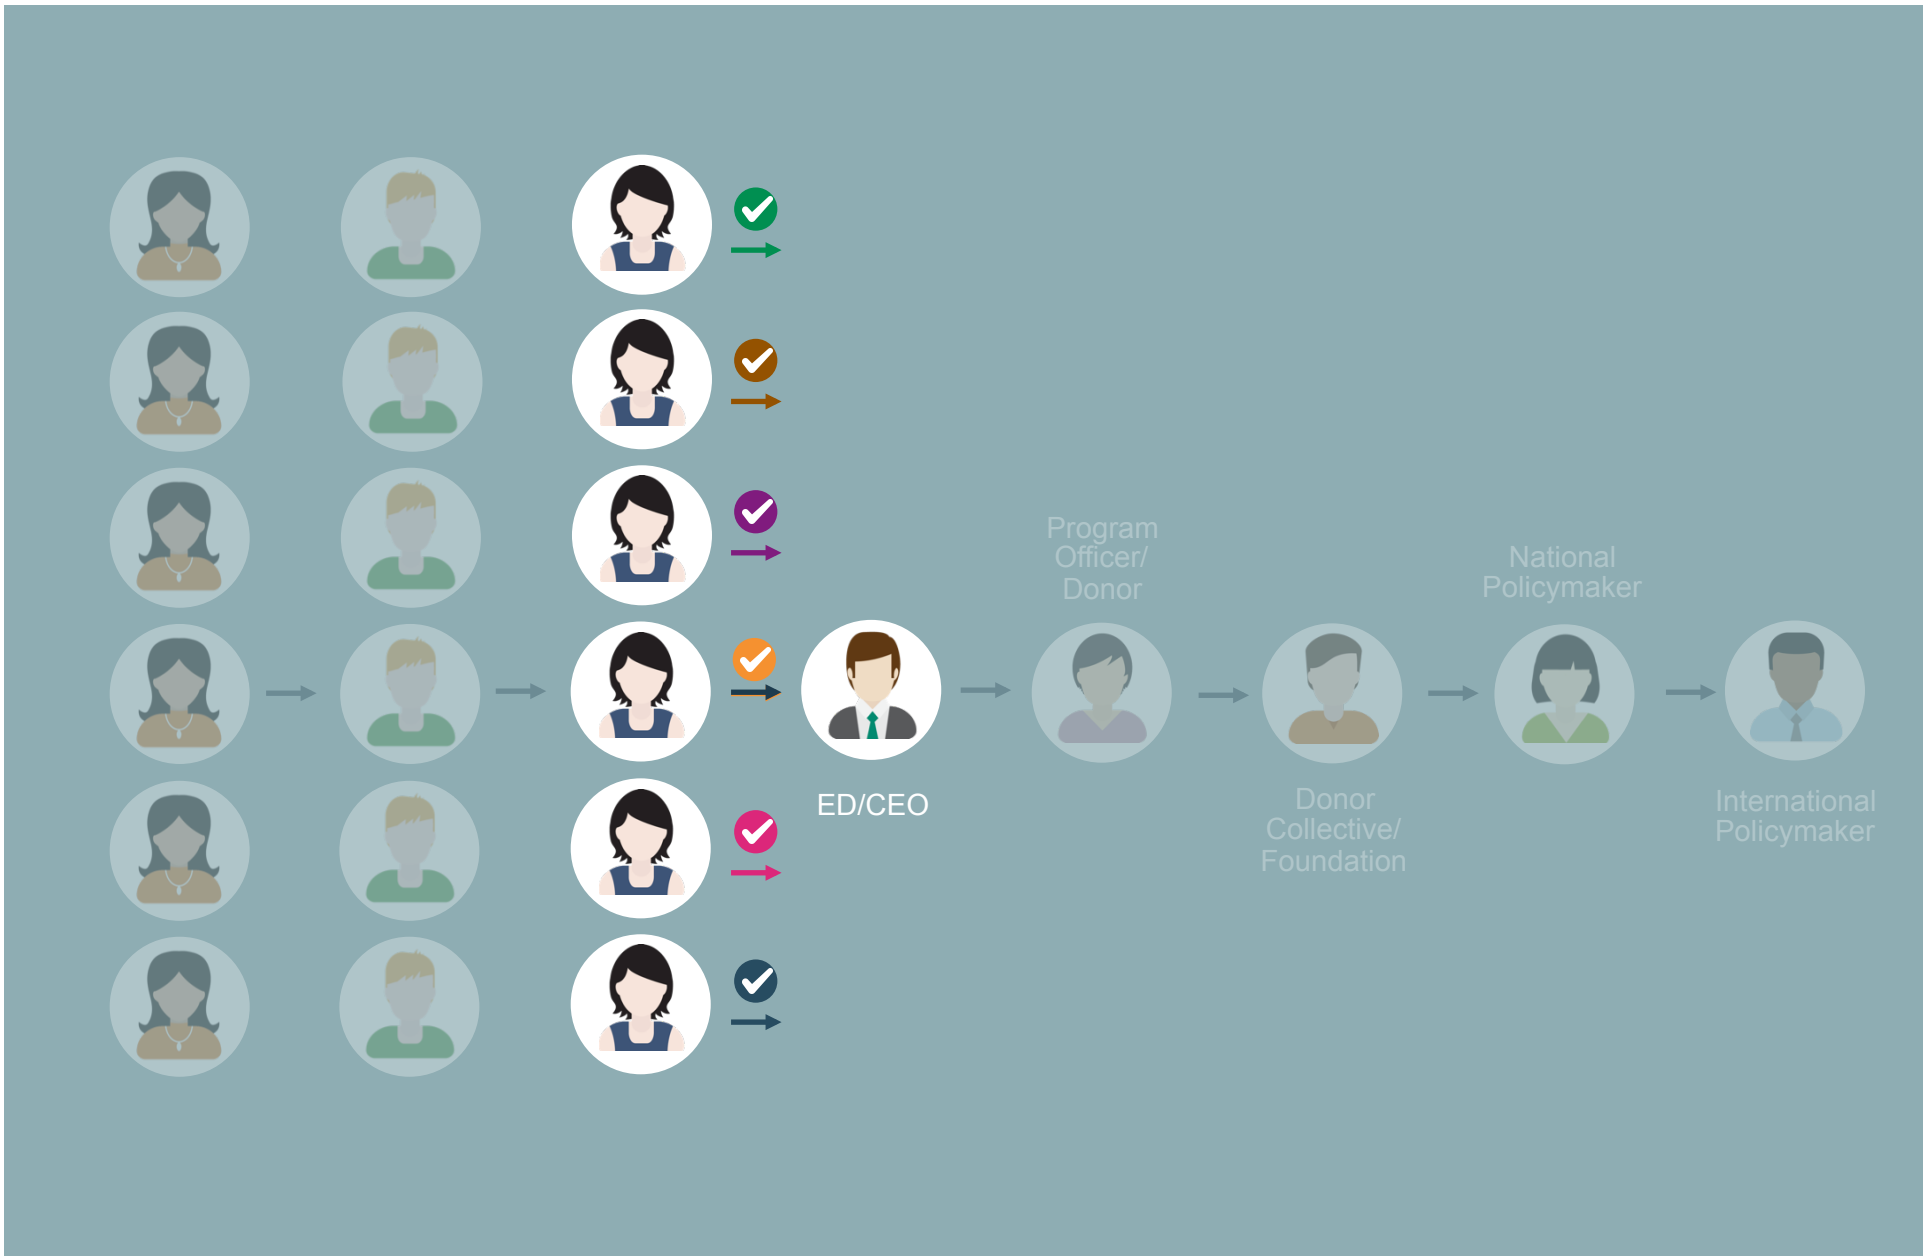 Program
Officer/
Donor
National
Policymaker
ED/CEO
Donor
Collective/
Foundation
International
Policymaker